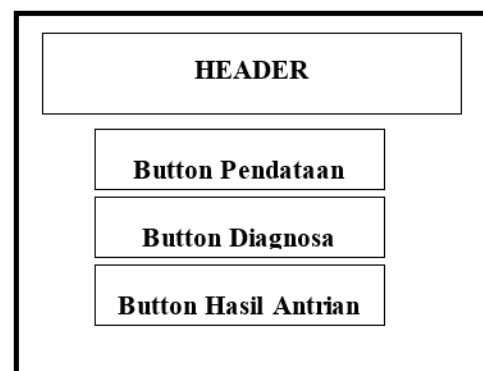 HEADER
Button Pendataan
Button Diagnosa
Button Hasil Antrian